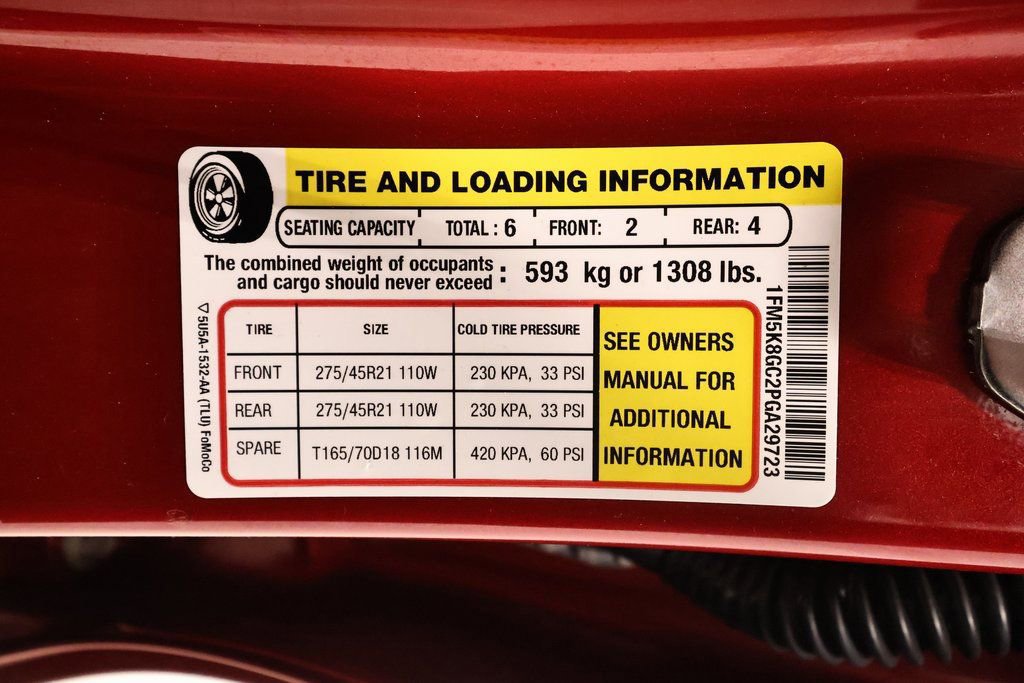 TIRE AND LOADING INFORMATION
SEATING CAPACITY TOTAL : 6 FRONT: 2 REAR: 4
The combined weight of occupants
and cargo should never exceed : 593 kg or 1308 lbs.
TIRE SIZE COLD TIRE PRESSURE
FRONT 275/45R21 110W 230 KPA, 33 PSI
REAR 275/45R21 110W 230 KPA, 33 PSI
SPARE T165/70D18 116M 420 KPA, 60 PSI
SEE OWNERS
MANUAL FOR
ADDITIONAL
INFORMATION
1FM5K8GC2PGA29723
5U5A-1532-AA (TLU) FoMoCo